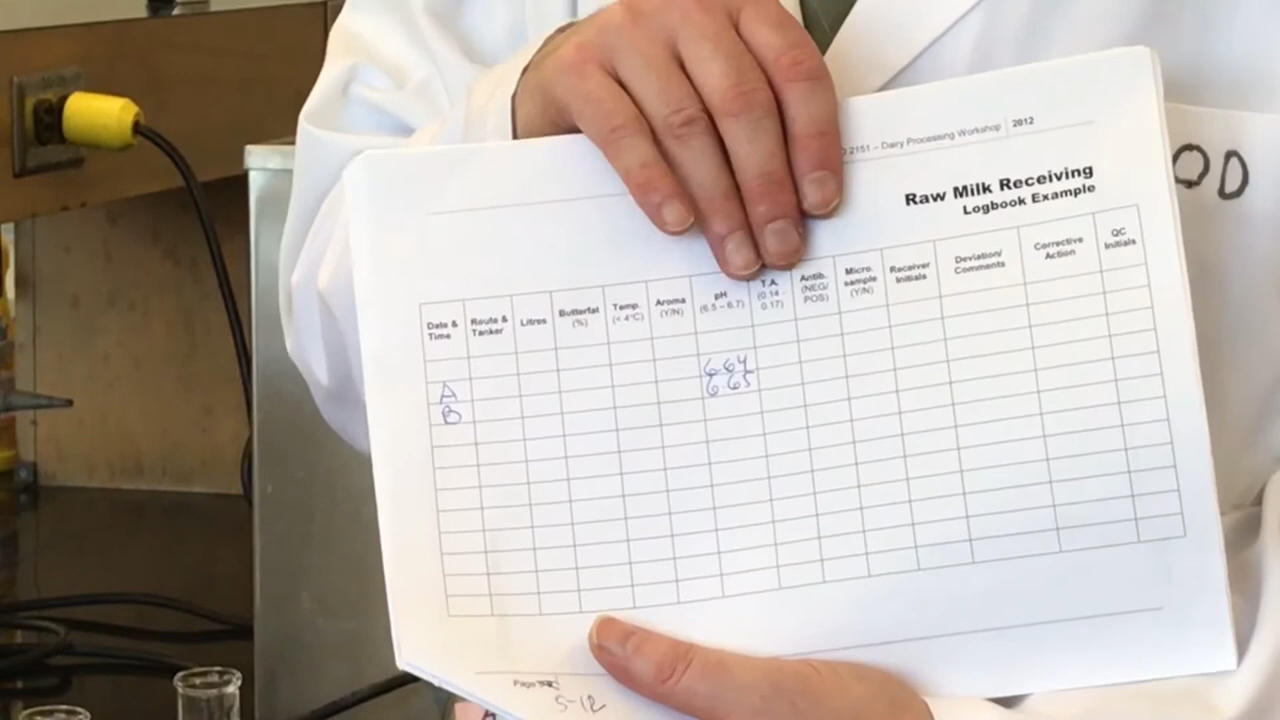 2151 – Dairy Processing Workshop 2012
Raw Milk Receiving
Logbook Example
Date & Time Route & Tanker Litres Butterfat (%) Temp. (< 4°C) Aroma (Y/N) pH (6.5 – 6.7) T.A. (0.14 - 0.17) Antib. (NEG/ POS) Micro. sample (Y/N) Receiver Initials Deviation/ Comments Corrective Action QC Initials
A 6.64
B 6.65
Page
5-12
OD